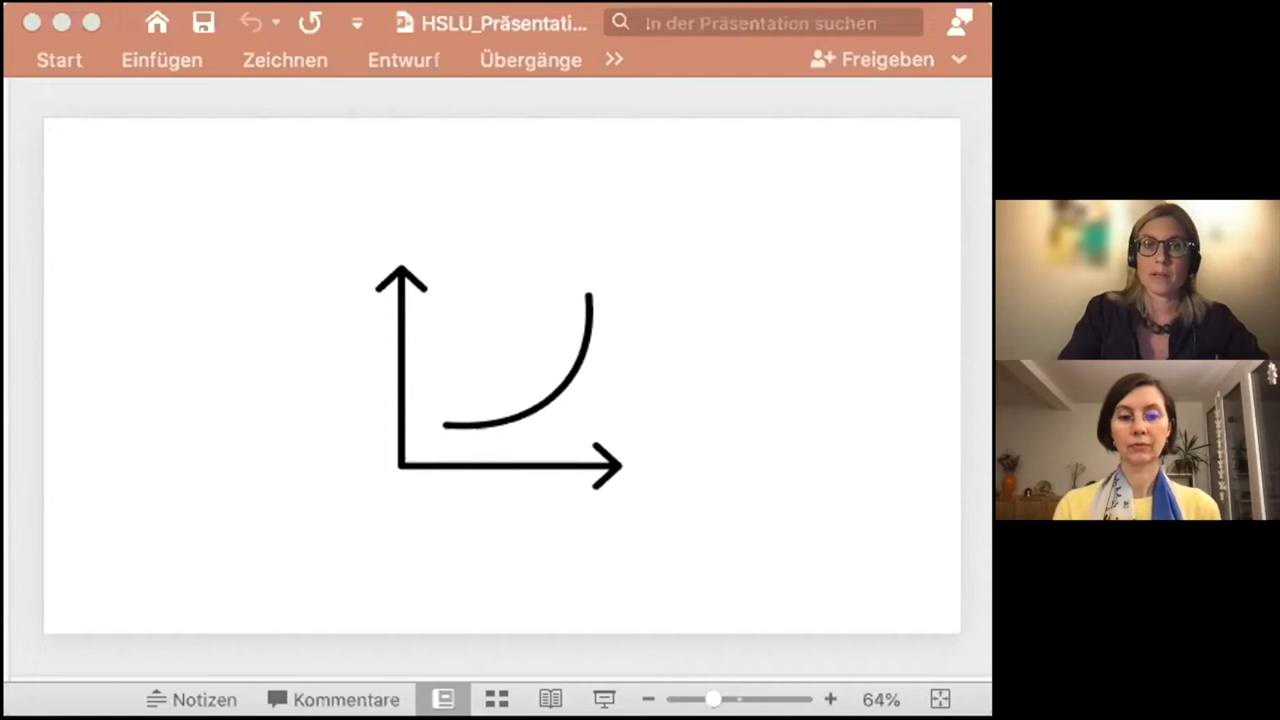 HSLU_Präsentati...
In der Präsentation suchen
Start Einfügen Zeichnen Entwurf Übergänge >> Freigeben
Notizen Kommentare 64%